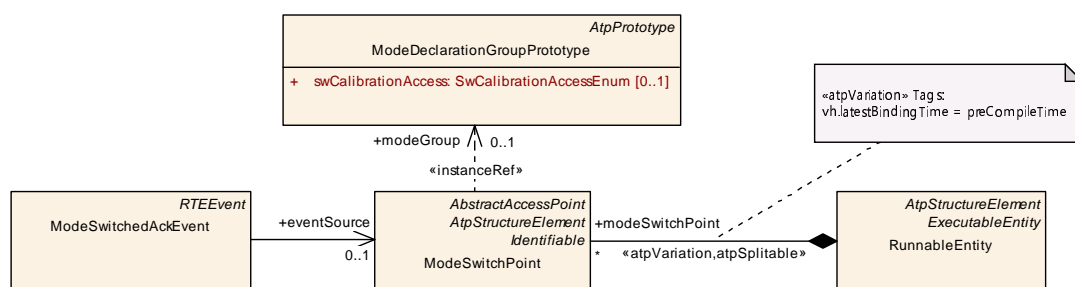 AtpPrototype
ModeDeclarationGroupPrototype
+ swCalibrationAccess: SwCalibrationAccessEnum [0..1]
«atpVariation» Tags:
vh.latestBindingTime = preCompileTime
+modeGroup
0..1
«instanceRef»
RTEEvent
ModeSwitchedAckEvent
+eventSource
0..1
AbstractAccessPoint
AtpStructureElement
Identifiable
ModeSwitchPoint
+modeSwitchPoint
*
«atpVariation,atpSplitable»
AtpStructureElement
ExecutableEntity
RunnableEntity